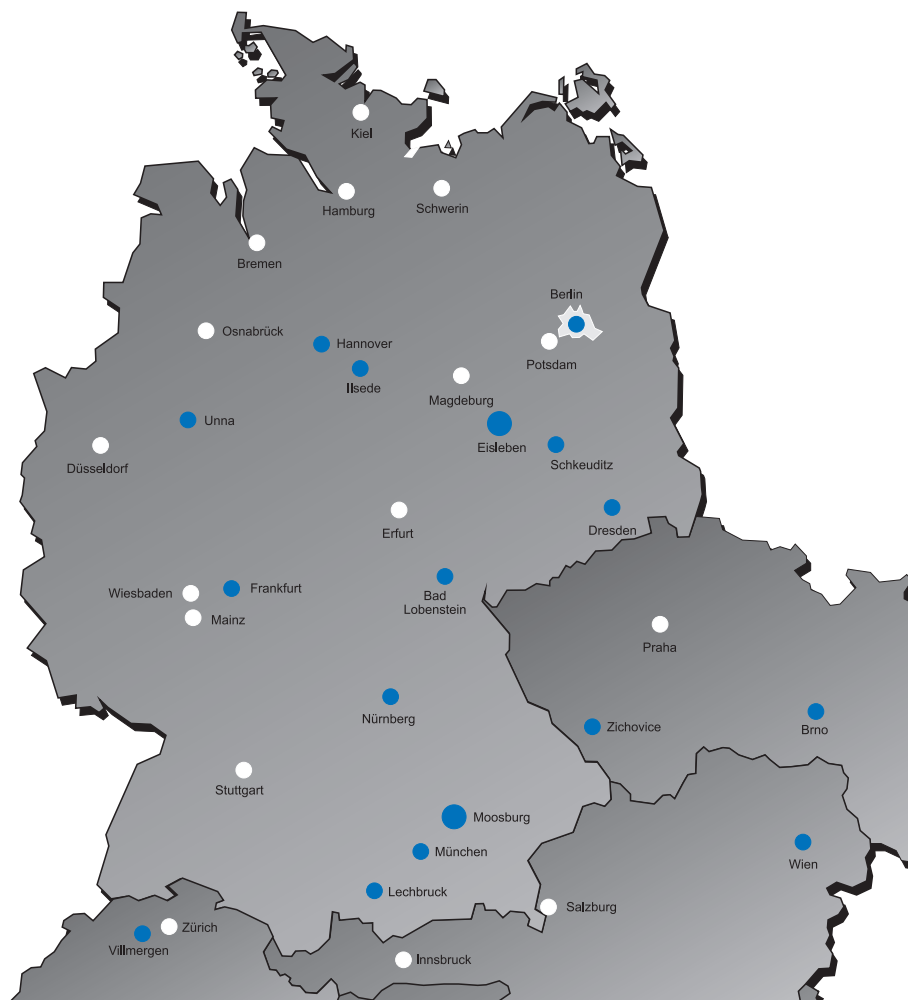 Kiel
Hamburg
Schwerin
Bremen
Berlin
Osnabrück
Hannover
Potsdam
Ilsede
Magdeburg
Unna
Eisleben
Schkeuditz
Düsseldorf
Erfurt
Dresden
Wiesbaden
Frankfurt
Bad
Lobenstein
Mainz
Praha
Nürnberg
Zichovice
Brno
Stuttgart
Moosburg
München
Wien
Lechbruck
Salzburg
Zürich
Villmergen
Innsbruck